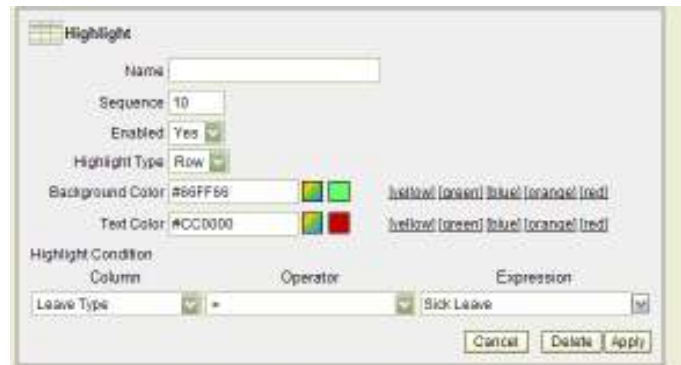 Highlight
Name
Sequence 10
Enabled Yes
Highlight Type Row
Background Color #66FF66 [yellow] [green] [blue] [orange] [red]
Text Color #CC0000 [yellow] [green] [blue] [orange] [red]
Highlight Condition
Column Operator Expression
Leave Type = Sick Leave
Cancel Delete Apply